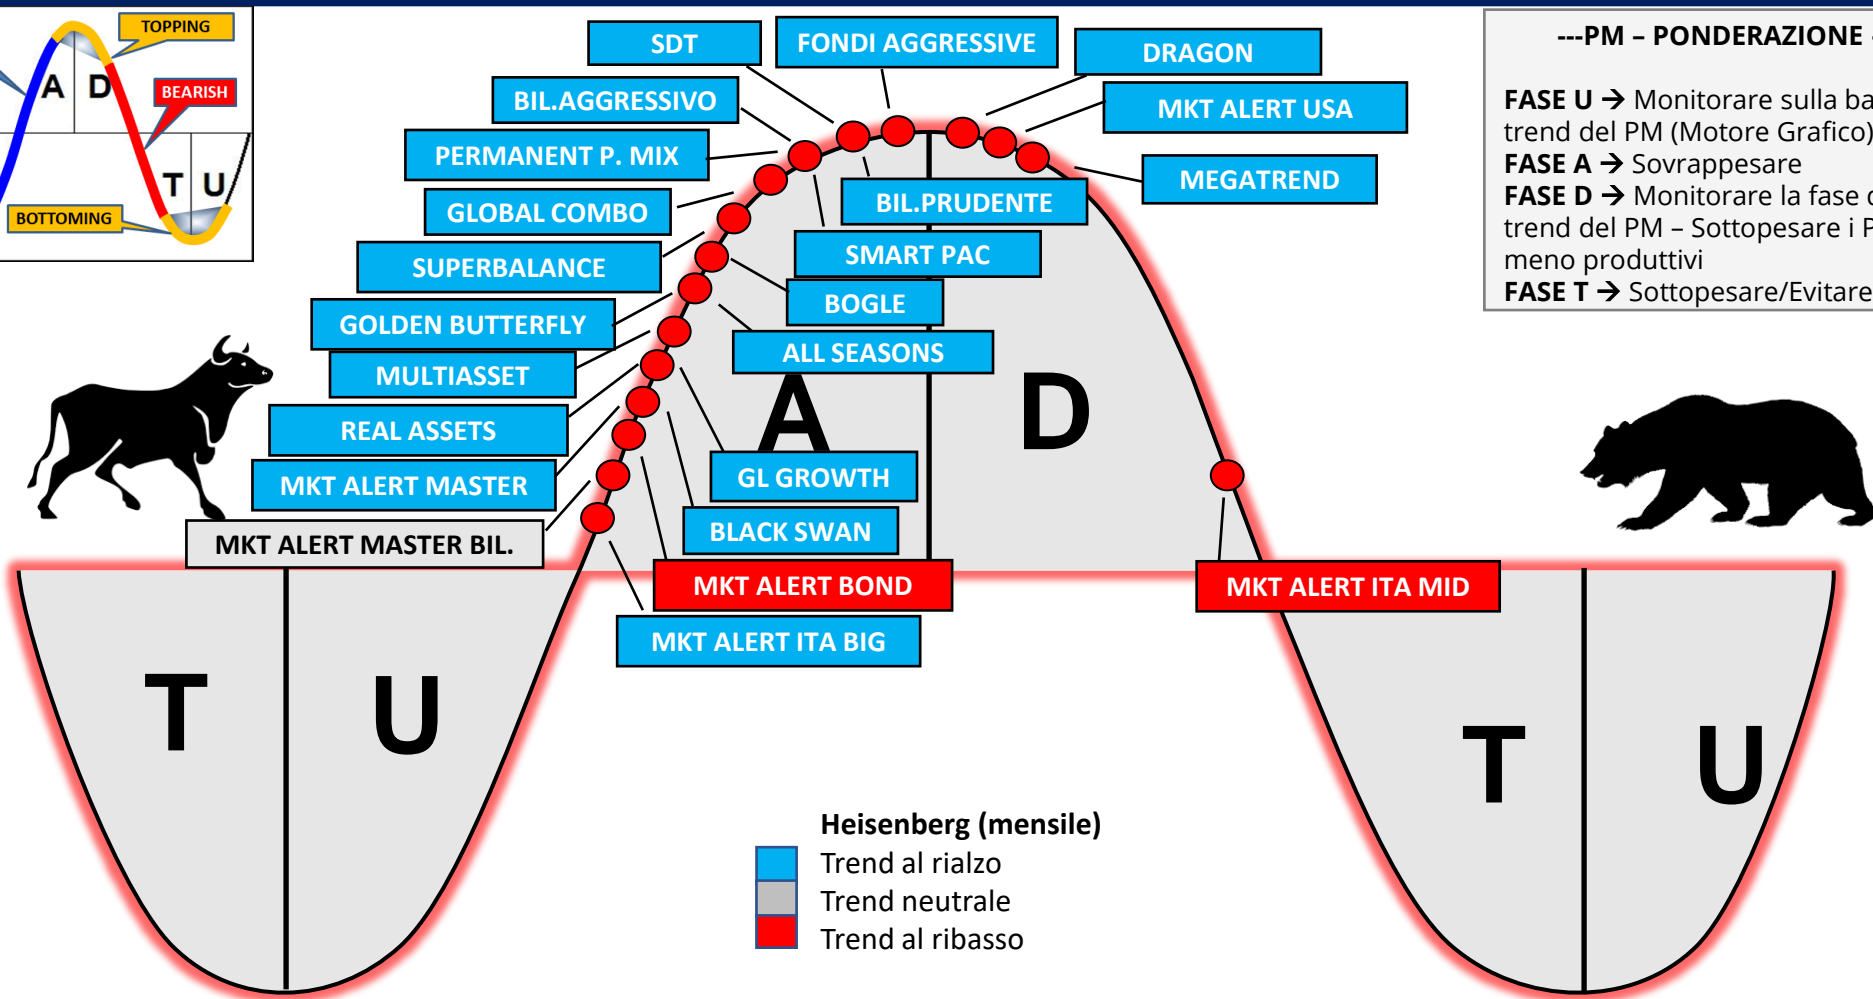 TOPPING
A D
BEARISH
BOTTOMING
T U
SDT
FONDI AGGRESSIVE
DRAGON
BIL.AGGRESSIVO
MKT ALERT USA
PERMANENT P. MIX
MEGATREND
GLOBAL COMBO
BIL.PRUDENTE
SUPERBALANCE
SMART PAC
GOLDEN BUTTERFLY
BOGLE
MULTIASSET
ALL SEASONS
REAL ASSETS
A
D
MKT ALERT MASTER
GL GROWTH
MKT ALERT MASTER BIL.
BLACK SWAN
MKT ALERT BOND
MKT ALERT ITA MID
MKT ALERT ITA BIG
---PM – PONDERAZIONE -
FASE U → Monitorare sulla
trend del PM (Motore Grafico)
FASE A → Sovrappesare
FASE D → Monitorare la fase
trend del PM – Sottopesare i
meno produttivi
FASE T → Sottopesare/Evitare
T
U
T
U
Heisenberg (mensile)
Trend al rialzo
Trend neutrale
Trend al ribasso